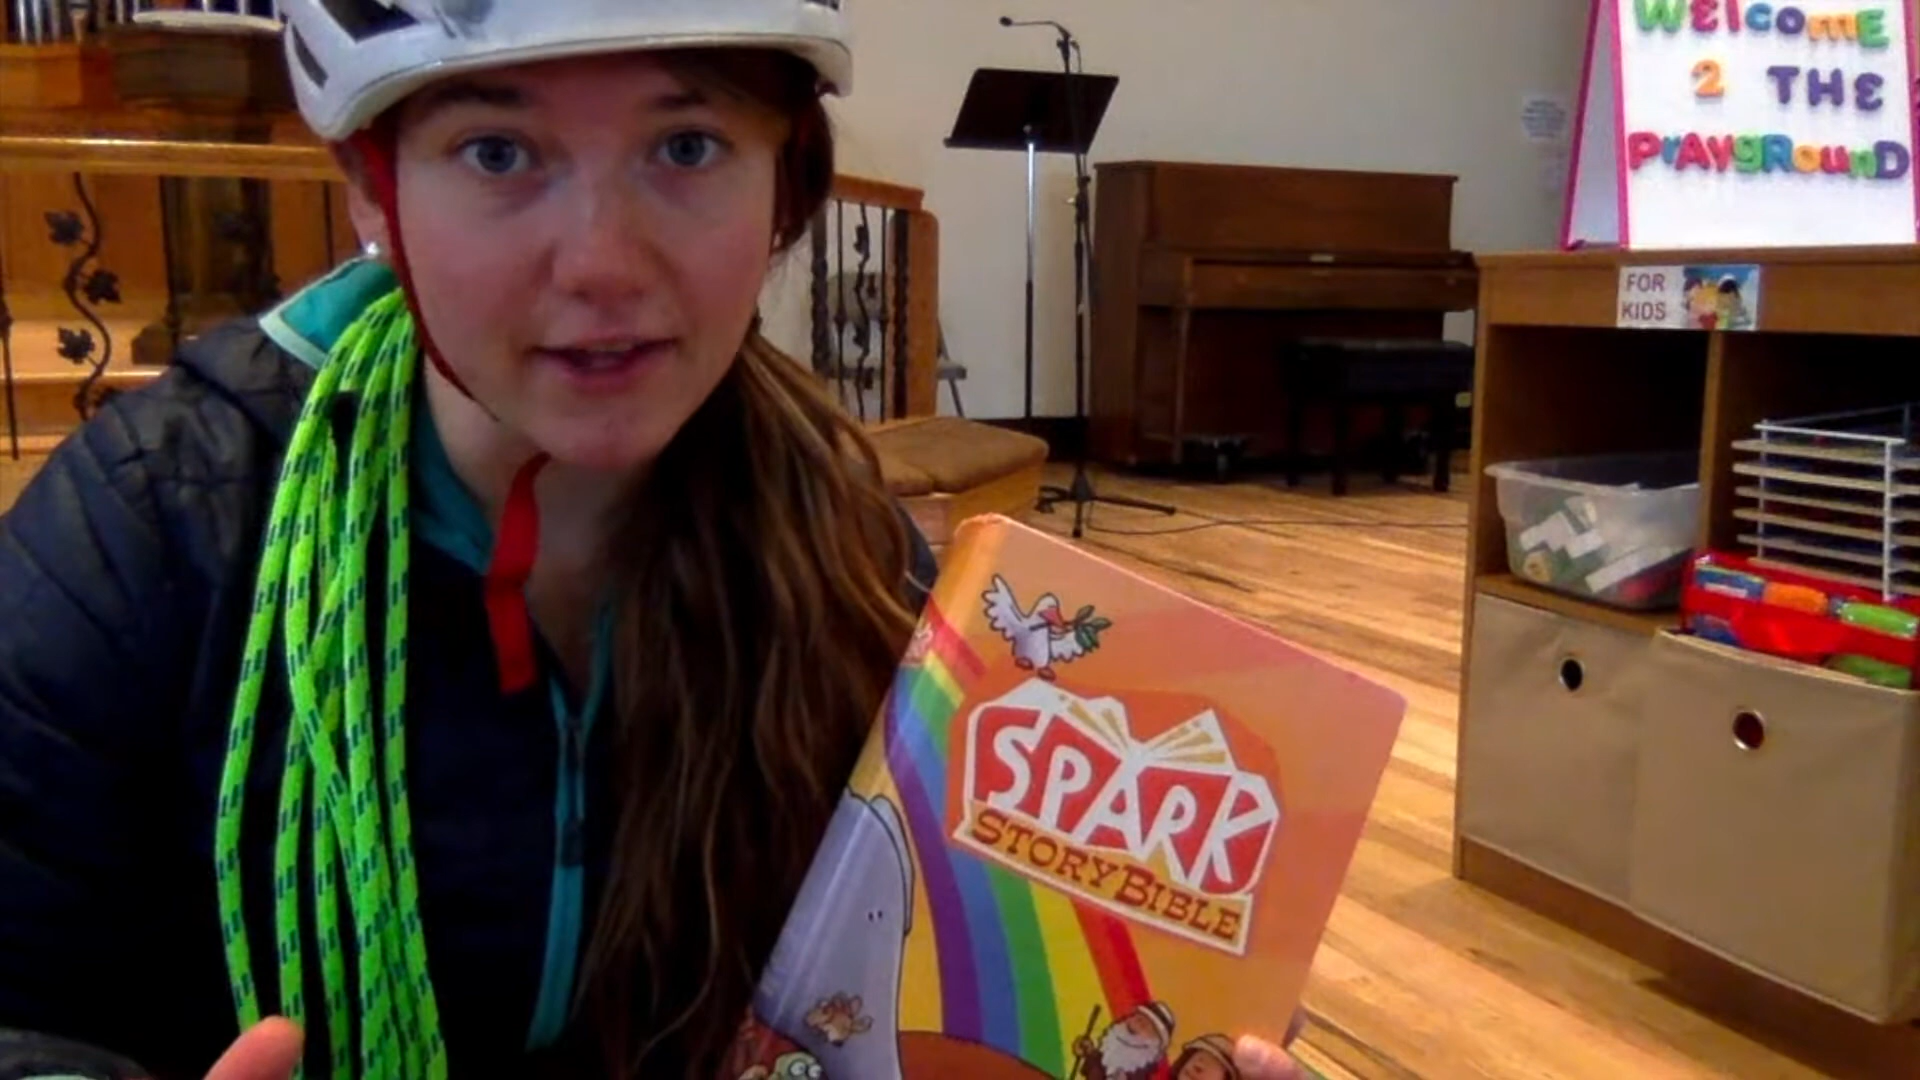 WElcomE
2 THE
PrAYgRounD
FOR
KIDS
SPARK
STORY BIBLE